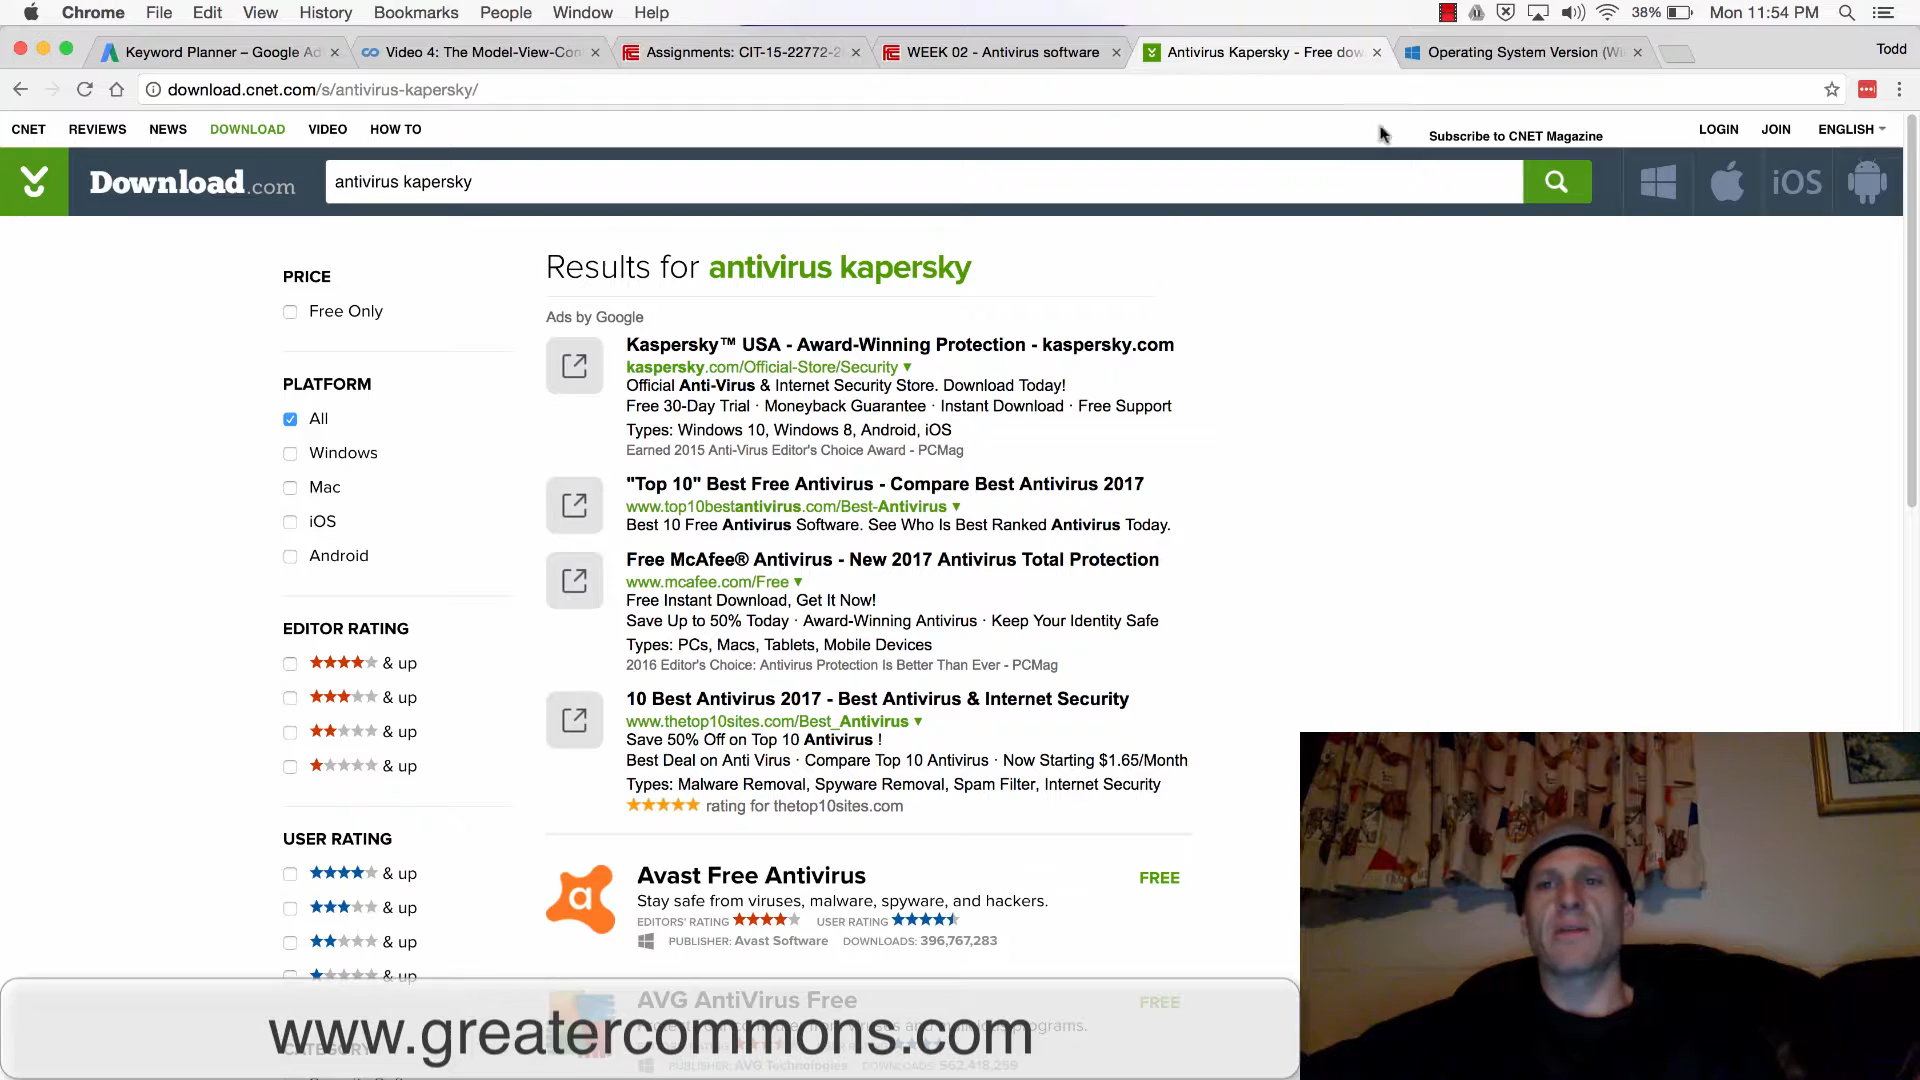 Chrome File Edit View History Bookmarks People Window Help 38% Mon 11:54 PM
Keyword Planner – Google Ad Video 4: The Model-View-Con Assignments: CIT-15-22772-2 WEEK 02 - Antivirus software Antivirus Kapersky - Free dow Operating System Version (Wi Todd
download.cnet.com/s/antivirus-kapersky/
CNET REVIEWS NEWS DOWNLOAD VIDEO HOW TO Subscribe to CNET Magazine LOGIN JOIN ENGLISH
Download.com antivirus kapersky iOS
Results for antivirus kapersky
PRICE
Free Only
PLATFORM
All
Windows
Mac
iOS
Android
EDITOR RATING
& up
& up
& up
& up
USER RATING
& up
& up
& up
& up
CATEGORY
Ads by Google
Kaspersky™ USA - Award-Winning Protection - kaspersky.com
kaspersky.com/Official-Store/Security
Official Anti-Virus & Internet Security Store. Download Today!
Free 30-Day Trial · Moneyback Guarantee · Instant Download · Free Support
Types: Windows 10, Windows 8, Android, iOS
Earned 2015 Anti-Virus Editor's Choice Award - PCMag
"Top 10" Best Free Antivirus - Compare Best Antivirus 2017
www.top10bestantivirus.com/Best-Antivirus
Best 10 Free Antivirus Software. See Who Is Best Ranked Antivirus Today.
Free McAfee® Antivirus - New 2017 Antivirus Total Protection
www.mcafee.com/Free
Free Instant Download, Get It Now!
Save Up to 50% Today · Award-Winning Antivirus · Keep Your Identity Safe
Types: PCs, Macs, Tablets, Mobile Devices
2016 Editor's Choice: Antivirus Protection Is Better Than Ever - PCMag
10 Best Antivirus 2017 - Best Antivirus & Internet Security
www.thetop10sites.com/Best_Antivirus
Save 50% Off on Top 10 Antivirus !
Best Deal on Anti Virus · Compare Top 10 Antivirus · Now Starting $1.65/Month
Types: Malware Removal, Spyware Removal, Spam Filter, Internet Security
rating for thetop10sites.com
Avast Free Antivirus FREE
Stay safe from viruses, malware, spyware, and hackers.
EDITORS' RATING USER RATING
PUBLISHER: Avast Software DOWNLOADS: 396,767,283
AVG AntiVirus Free FREE
programs.
PUBLISHER: AVG Technologies DOWNLOADS: 562,418,259
www.greatercommons.com